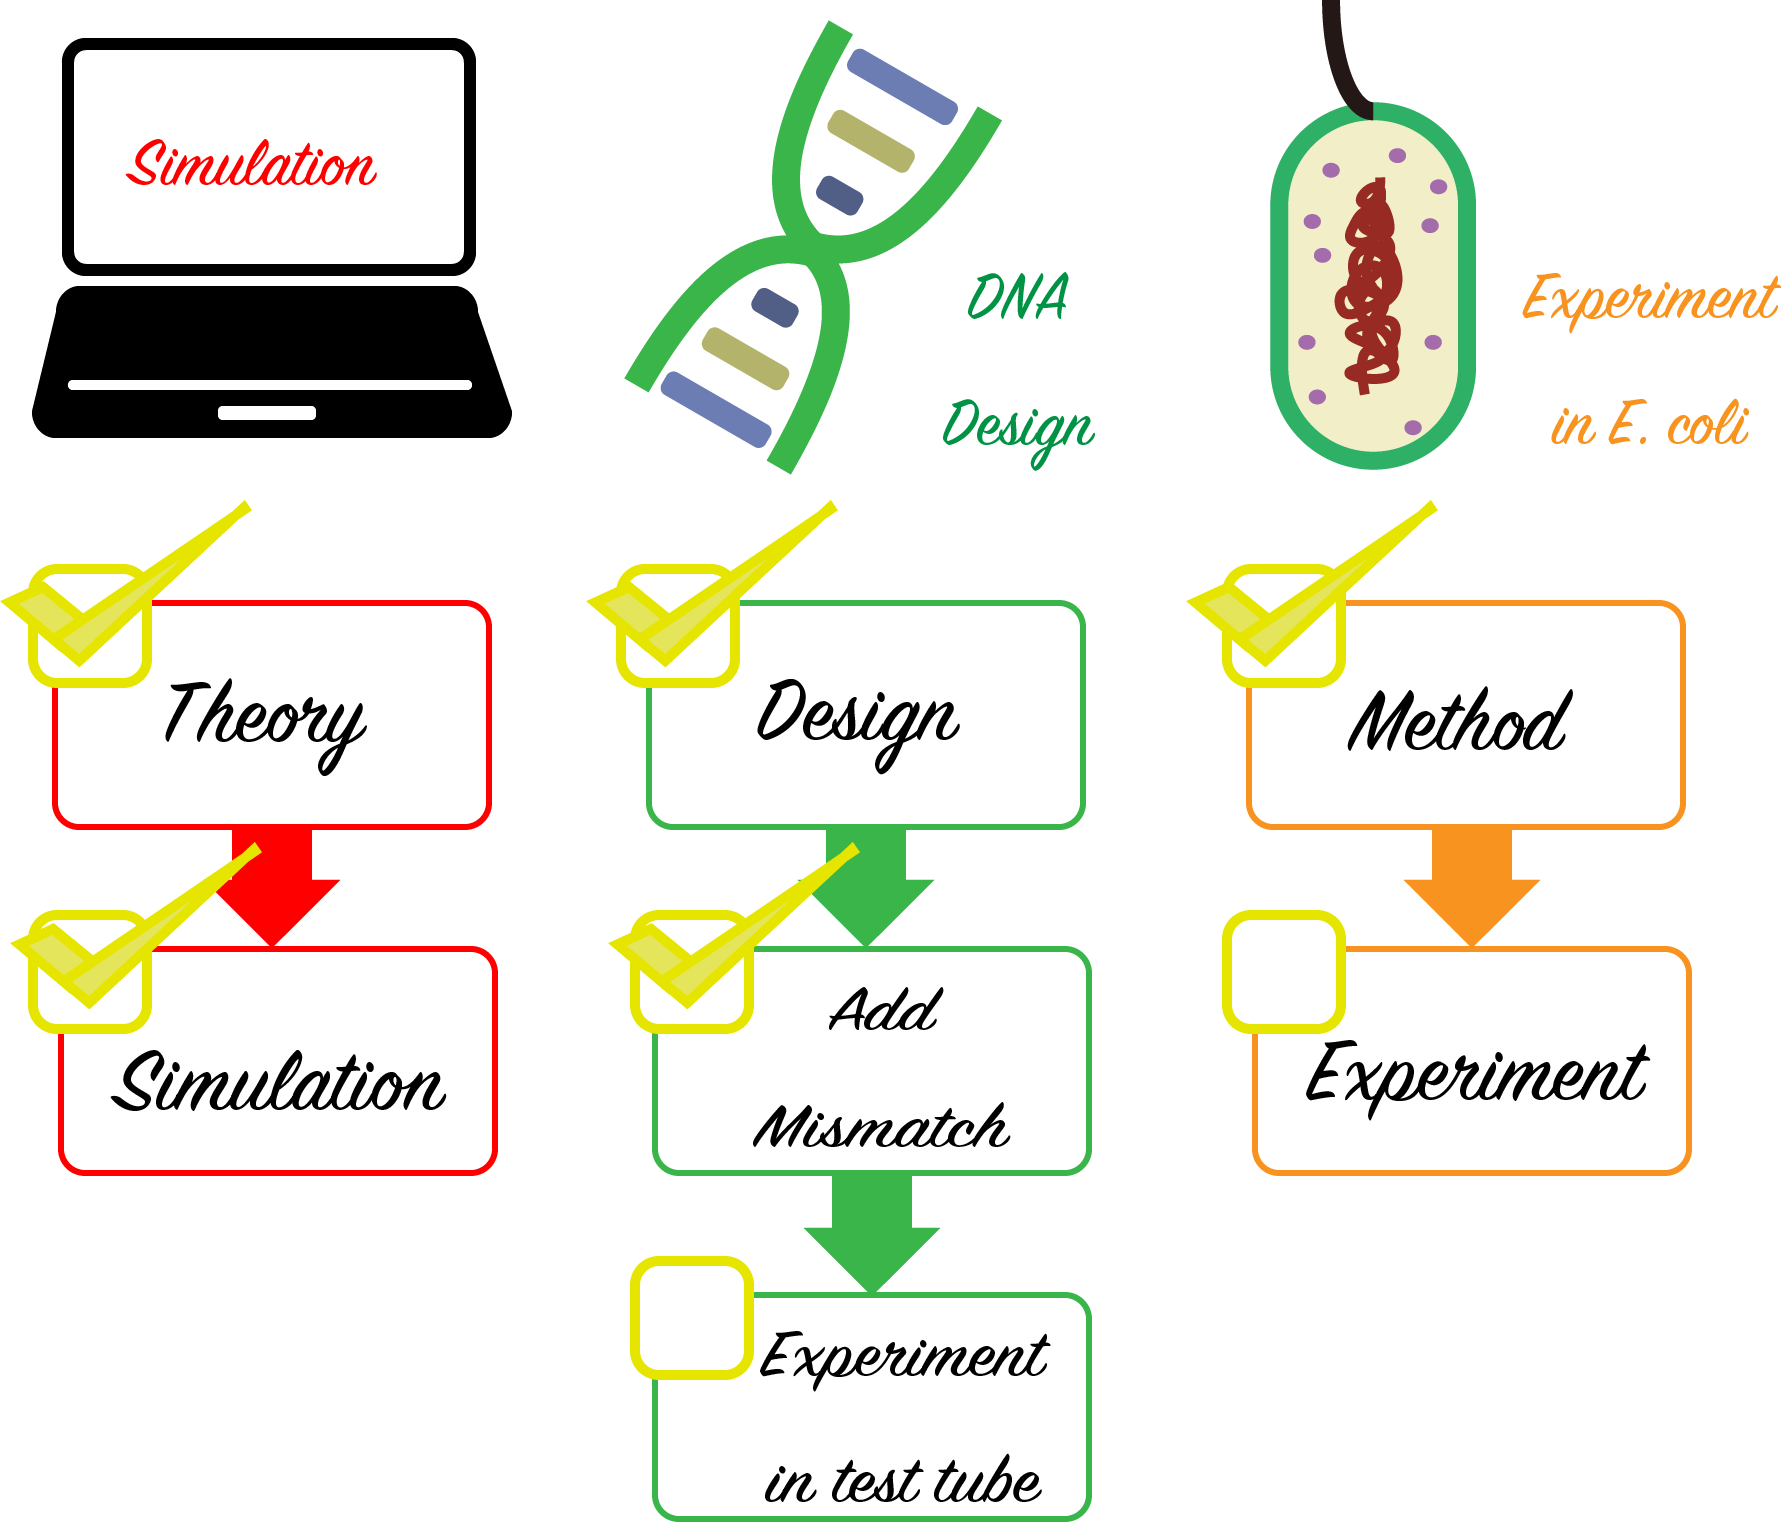 Simulation
DNA
Design
Experiment
in E. coli
Theory
Simulation
Design
Add
Mismatch
Experiment
in test tube
Method
Experiment